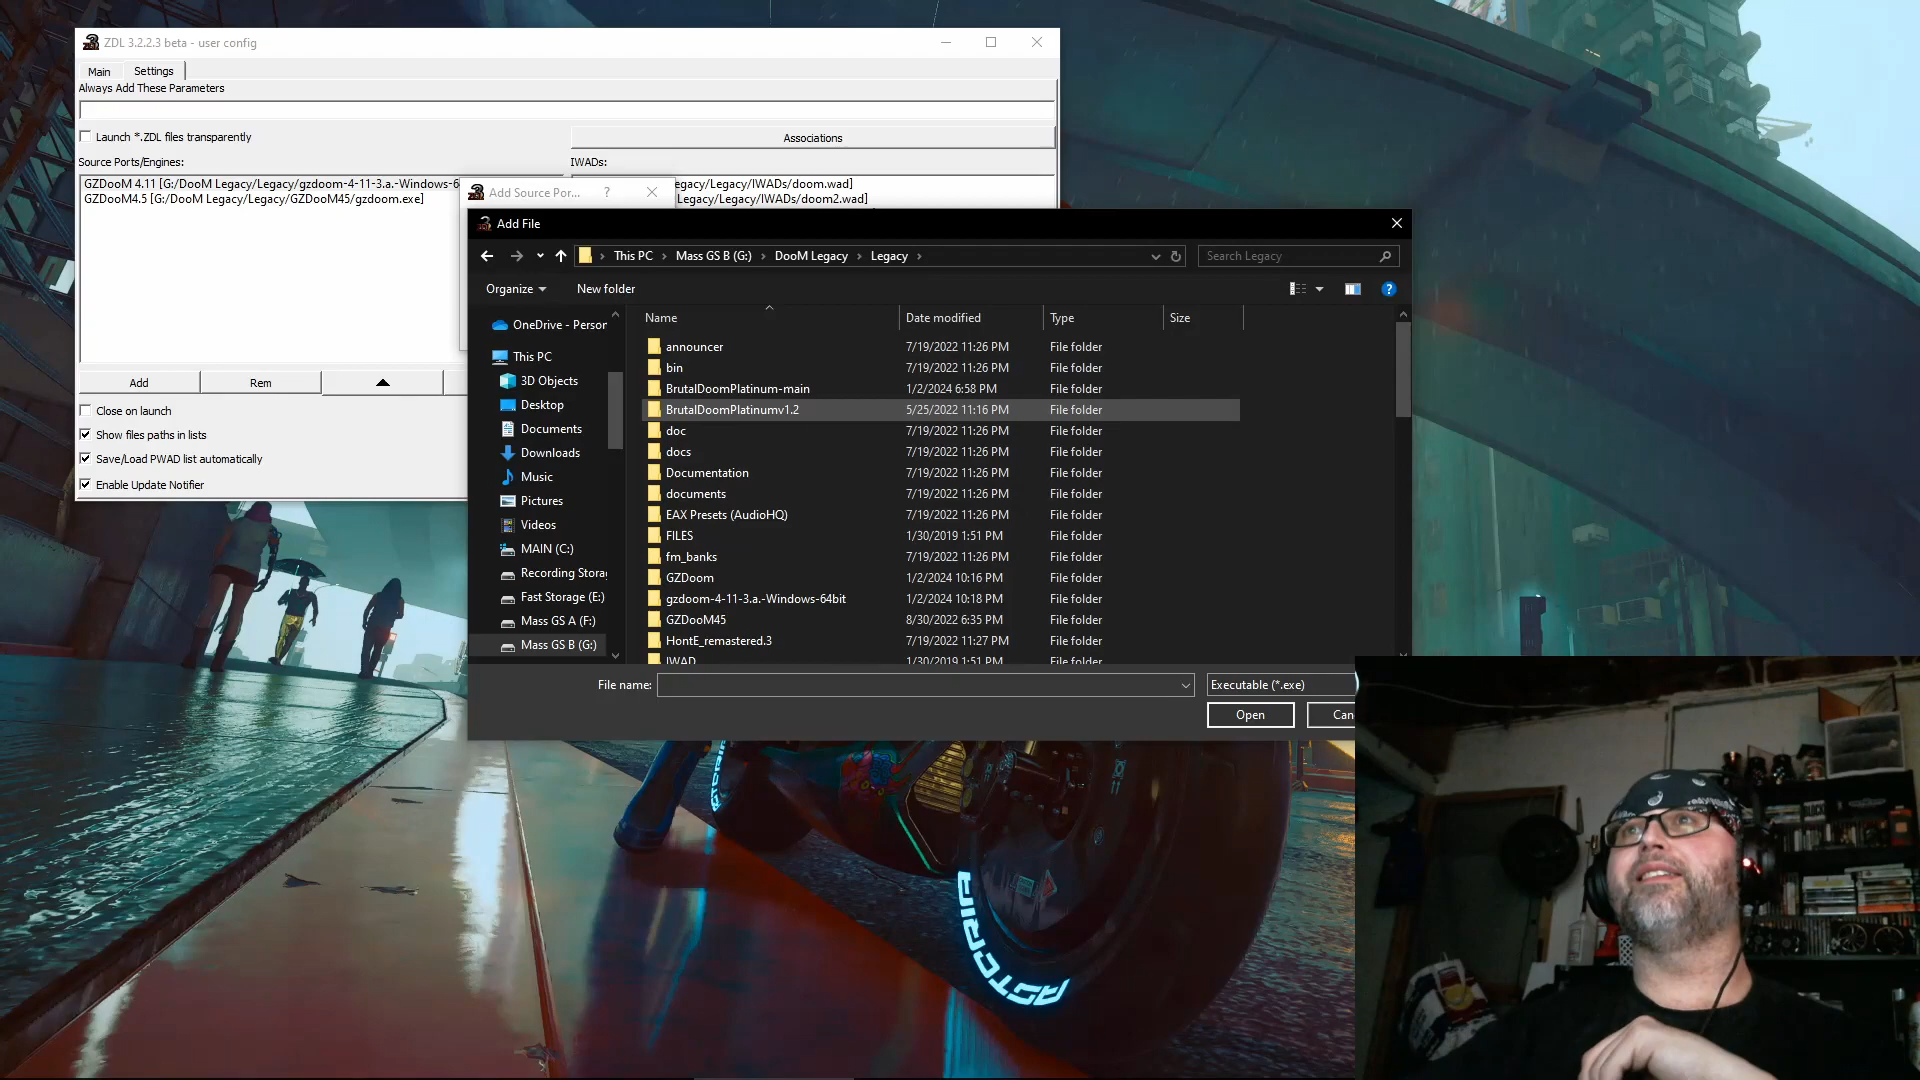 ZDL 3.2.2.3 beta - user config
Main Settings
Always Add These Parameters
Launch *.ZDL files transparently
Associations
Source Ports/Engines:
IWADs:
GZDooM 4.11 [G:/DooM Legacy/Legacy/gzdoom-4-11-3.a.-Windows-6
GZDooM4.5 [G:/DooM Legacy/Legacy/GZDooM45/gzdoom.exe]
egacy/Legacy/IWADs/doom.wad]
Legacy/Legacy/IWADs/doom2.wad]
Add Rem
Close on launch
Show files paths in lists
Save/Load PWAD list automatically
Enable Update Notifier
Add Source Por... ?
Add File
This PC > Mass GS B (G:) > DooM Legacy > Legacy >
Search Legacy
Organize New folder
?
OneDrive - Person
This PC
3D Objects
Desktop
Documents
Downloads
Music
Pictures
Videos
MAIN (C:)
Recording Stora
Fast Storage (E:)
Mass GS A (F:)
Mass GS B (G:)
Name Date modified Type Size
announcer 7/19/2022 11:26 PM File folder
bin 7/19/2022 11:26 PM File folder
BrutalDoomPlatinum-main 1/2/2024 6:58 PM File folder
BrutalDoomPlatinumv1.2 5/25/2022 11:16 PM File folder
doc 7/19/2022 11:26 PM File folder
docs 7/19/2022 11:26 PM File folder
Documentation 7/19/2022 11:26 PM File folder
documents 7/19/2022 11:26 PM File folder
EAX Presets (AudioHQ) 7/19/2022 11:26 PM File folder
FILES 1/30/2019 1:51 PM File folder
fm_banks 7/19/2022 11:26 PM File folder
GZDoom 1/2/2024 10:16 PM File folder
gzdoom-4-11-3.a.-Windows-64bit 1/2/2024 10:18 PM File folder
GZDooM45 8/30/2022 6:35 PM File folder
HontE_remastered.3 7/19/2022 11:27 PM File folder
IWAD 1/30/2019 1:51 PM File folder
File name:
Executable (*.exe)
Open Can